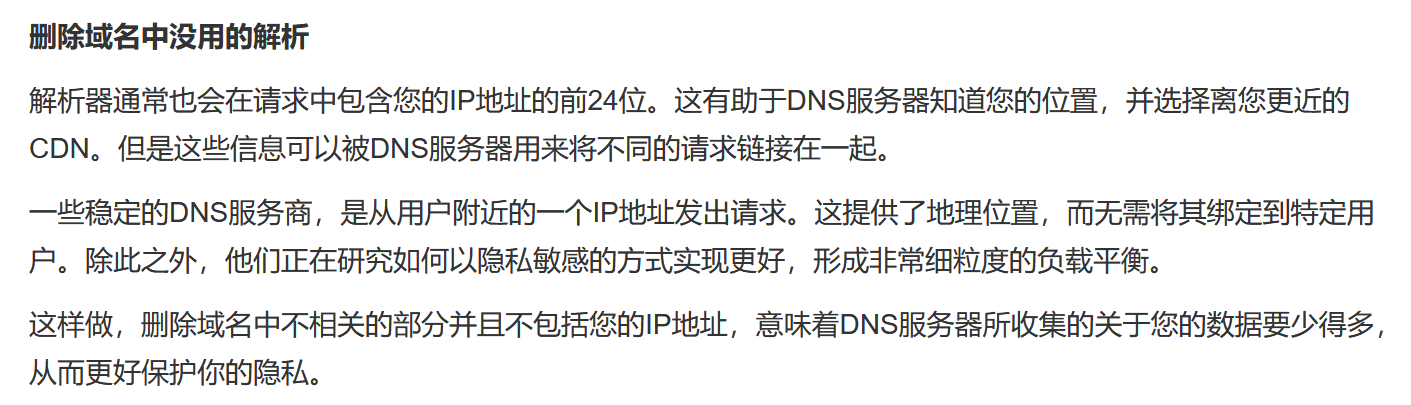 删除域名中没用的解析
解析器通常也会在请求中包含您的IP地址的前24位。这有助于DNS服务器知道您的位置，并选择离您更近的
CDN。但是这些信息可以被DNS服务器用来将不同的请求链接在一起。
一些稳定的DNS服务商，是从用户附近的一个IP地址发出请求。这提供了地理位置，而无需将其绑定到特定用
户。除此之外，他们正在研究如何以隐私敏感的方式实现更好，形成非常细粒度的负载平衡。
这样做，删除域名中不相关的部分并且不包括您的IP地址，意味着DNS服务器所收集的关于您的数据要少得多，
从而更好保护你的隐私。